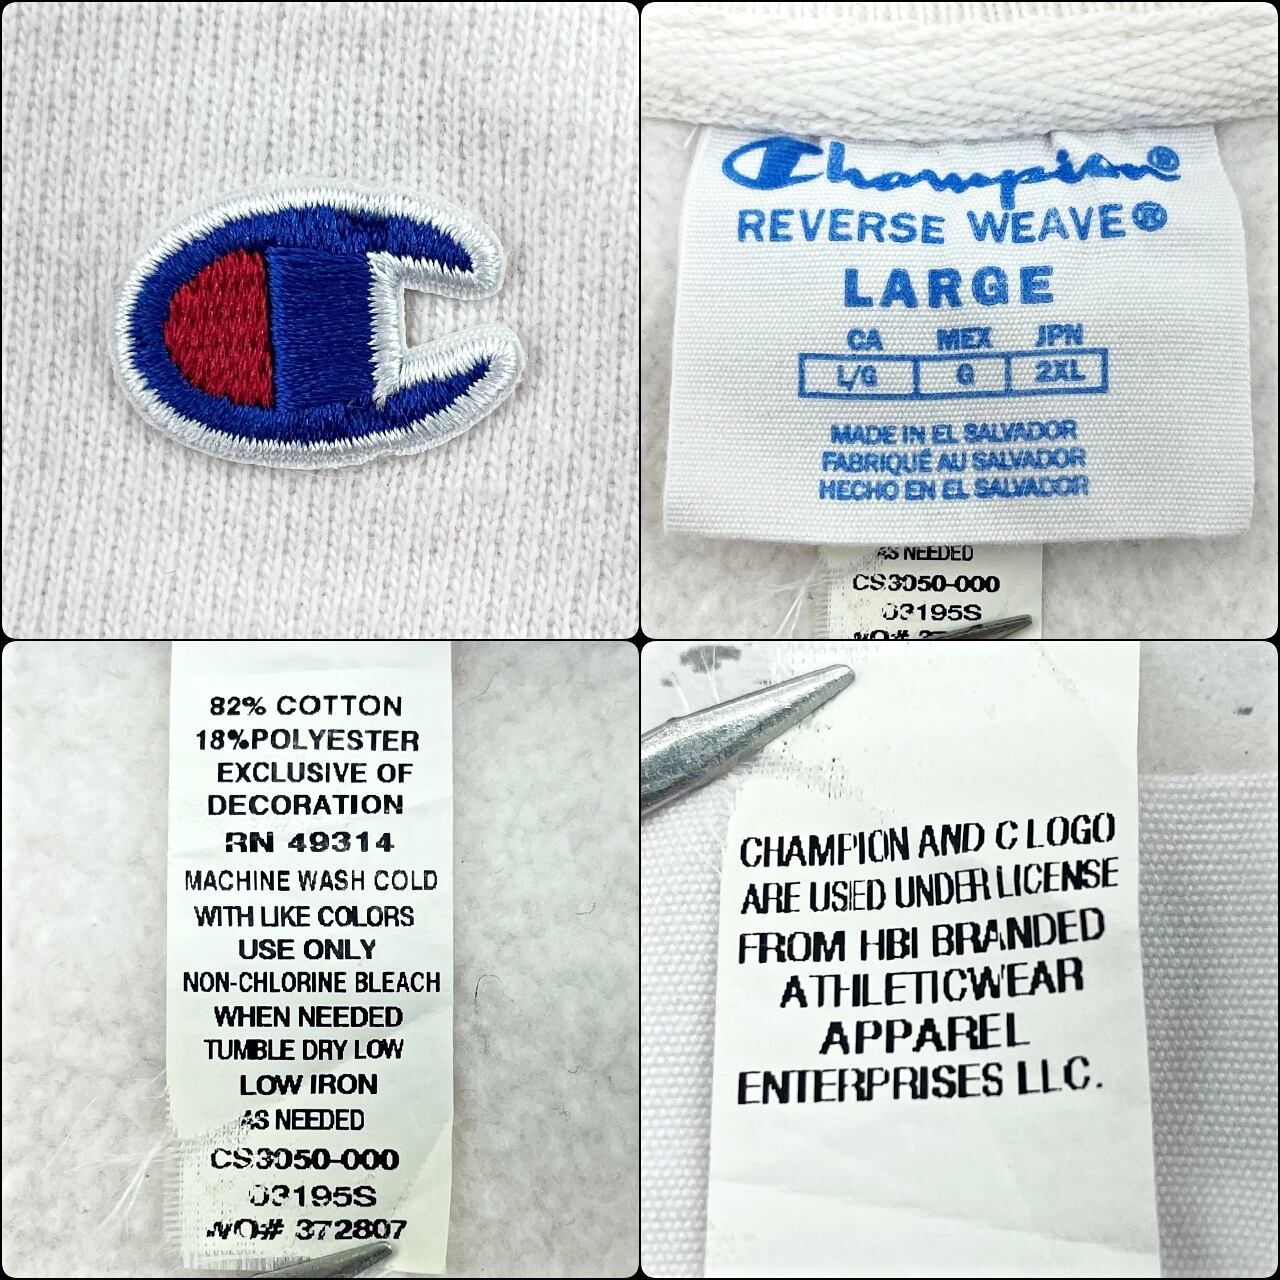 Champion®
REVERSE WEAVE®
LARGE
CA MEX JPN
L/G G 2XL
MADE IN EL SALVADOR
FABRIQUÉ AU SALVADOR
HECHO EN EL SALVADOR
AS NEEDED
CS3050-000
03195S
WO# 37
82% COTTON
18%POLYESTER
EXCLUSIVE OF
DECORATION
RN 49314
MACHINE WASH COLD
WITH LIKE COLORS
USE ONLY
NON-CHLORINE BLEACH
WHEN NEEDED
TUMBLE DRY LOW
LOW IRON
AS NEEDED
CS3050-000
03195S
WO# 372807
CHAMPION AND C LOGO
ARE USED UNDER LICENSE
FROM HBI BRANDED
ATHLETICWEAR
APPAREL
ENTERPRISES LLC.